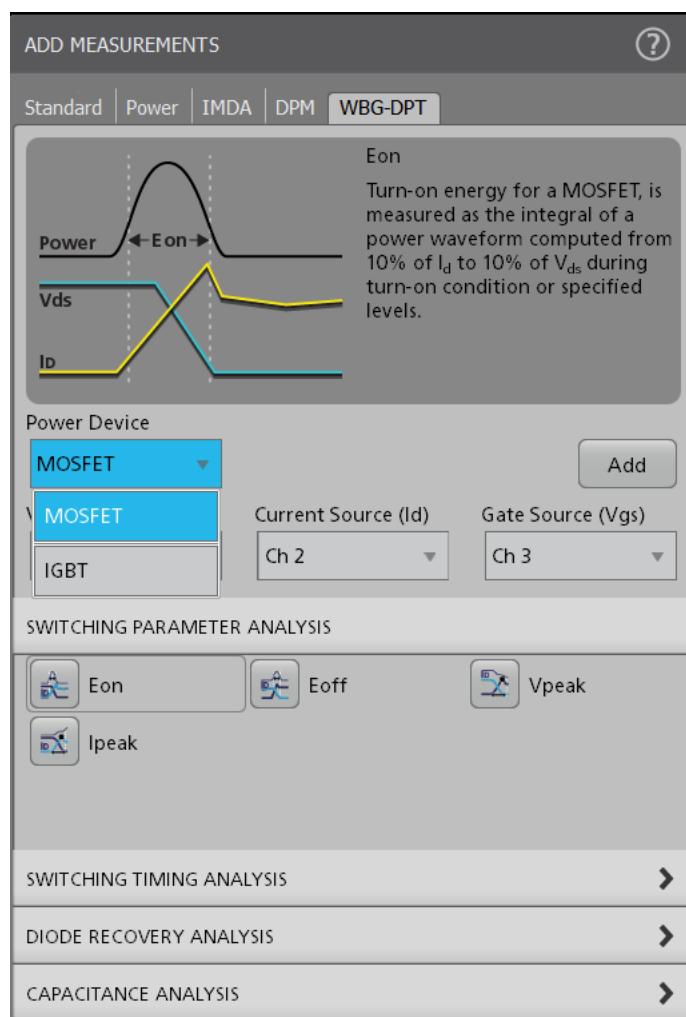 ADD MEASUREMENTS
?
Standard Power IMDA DPM WBG-DPT
Eon
Turn-on energy for a MOSFET, is
measured as the integral of a
power waveform computed from
10% of Id to 10% of Vds during
turn-on condition or specified
levels.
Power
Eon
Vds
ID
Power Device
MOSFET
Add
MOSFET
IGBT
Current Source (Id)
Gate Source (Vgs)
Ch 2
Ch 3
SWITCHING PARAMETER ANALYSIS
Eon
Eoff
Vpeak
Ipeak
SWITCHING TIMING ANALYSIS
DIODE RECOVERY ANALYSIS
CAPACITANCE ANALYSIS